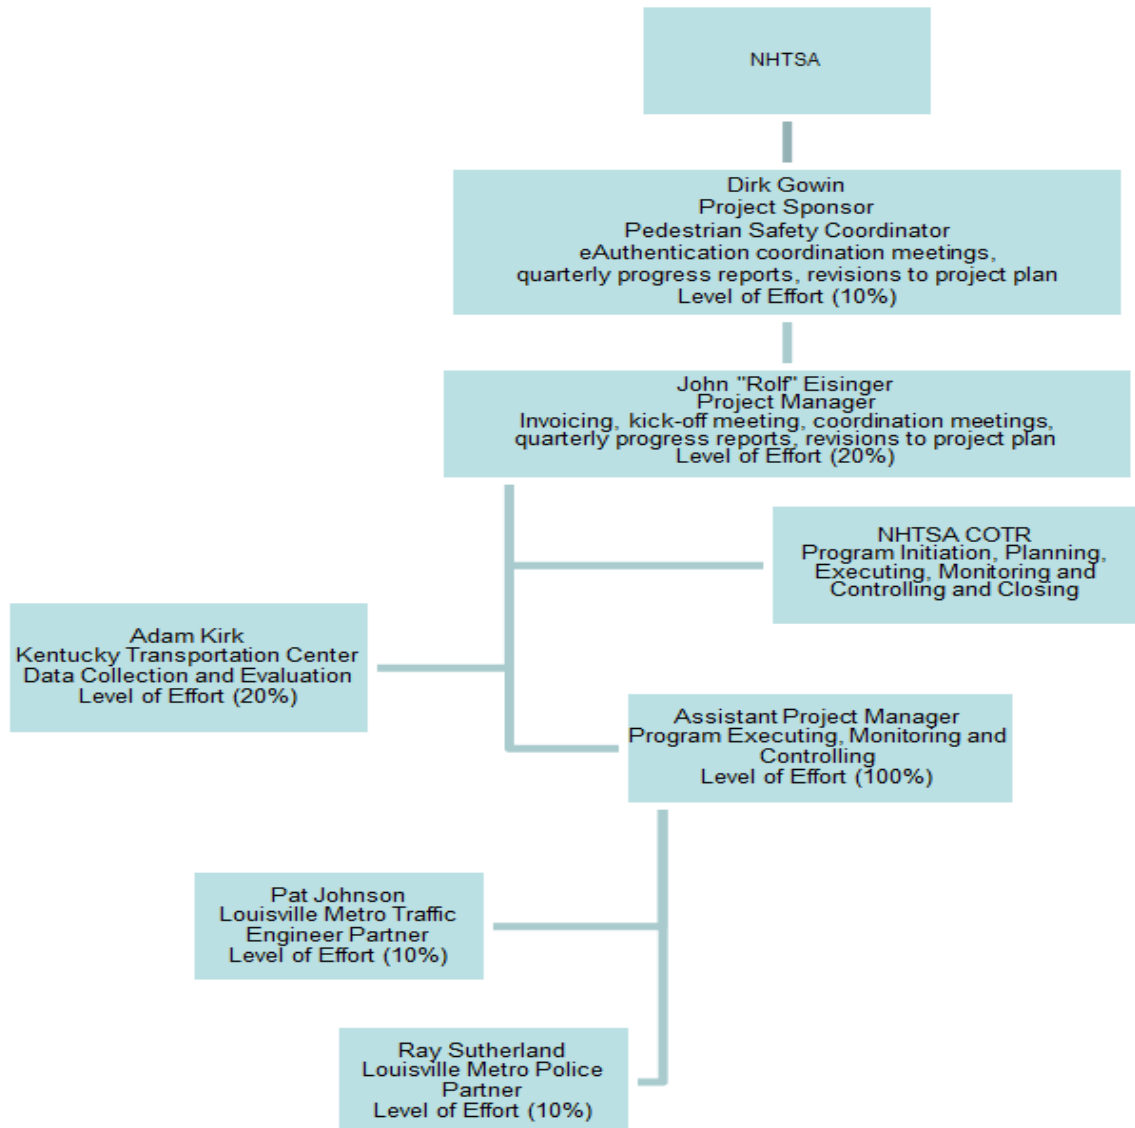 NHTSA
Dirk Gowin
Project Sponsor
Pedestrian Safety Coordinator
eAuthentication coordination meetings,
quarterly progress reports, revisions to project plan
Level of Effort (10%)
John "Rolf" Eisinger
Project Manager
Invoicing, kick-off meeting, coordination meetings,
quarterly progress reports, revisions to project plan
Level of Effort (20%)
NHTSA COTR
Program Initiation, Planning,
Executing, Monitoring and
Controlling and Closing
Adam Kirk
Kentucky Transportation Center
Data Collection and Evaluation
Level of Effort (20%)
Assistant Project Manager
Program Executing, Monitoring and
Controlling
Level of Effort (100%)
Pat Johnson
Louisville Metro Traffic
Engineer Partner
Level of Effort (10%)
Ray Sutherland
Louisville Metro Police
Partner
Level of Effort (10%)